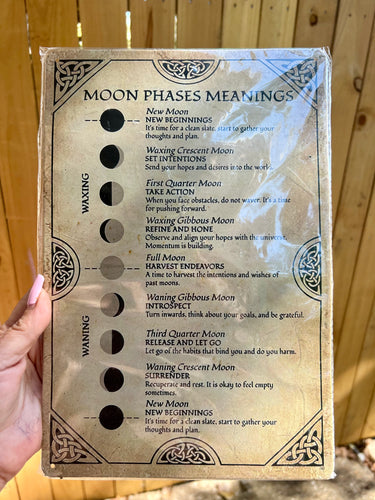 MOON PHASES MEANINGS
New Moon
NEW BEGINNINGS
It's time for a clean slate, start to gather your
thoughts and plan.
Waxing Crescent Moon
SET INTENTIONS
Send your hopes and desires in to the world.
First Quarter Moon
TAKE ACTION
When you face obstacles, do not waver. It's a time
for pushing forward.
Waxing Gibbous Moon
REFINE AND HONE
Observe and align your hopes with the universe.
Momentum is building.
Full Moon
HARVEST ENDEAVORS
A time to harvest the intentions and wishes of
past moons.
Waning Gibbous Moon
INTROSPECT
Turn inwards, think about your goals, and be grateful.
Third Quarter Moon
RELEASE AND LET GO
Let go of the habits that bind you and do you harm.
Waning Crescent Moon
SURRENDER
Recuperate and rest. It is okay to feel empty
sometimes.
New Moon
NEW BEGINNINGS
It's time for a clean slate, start to gather your
thoughts and plan.
WAXING
WANING